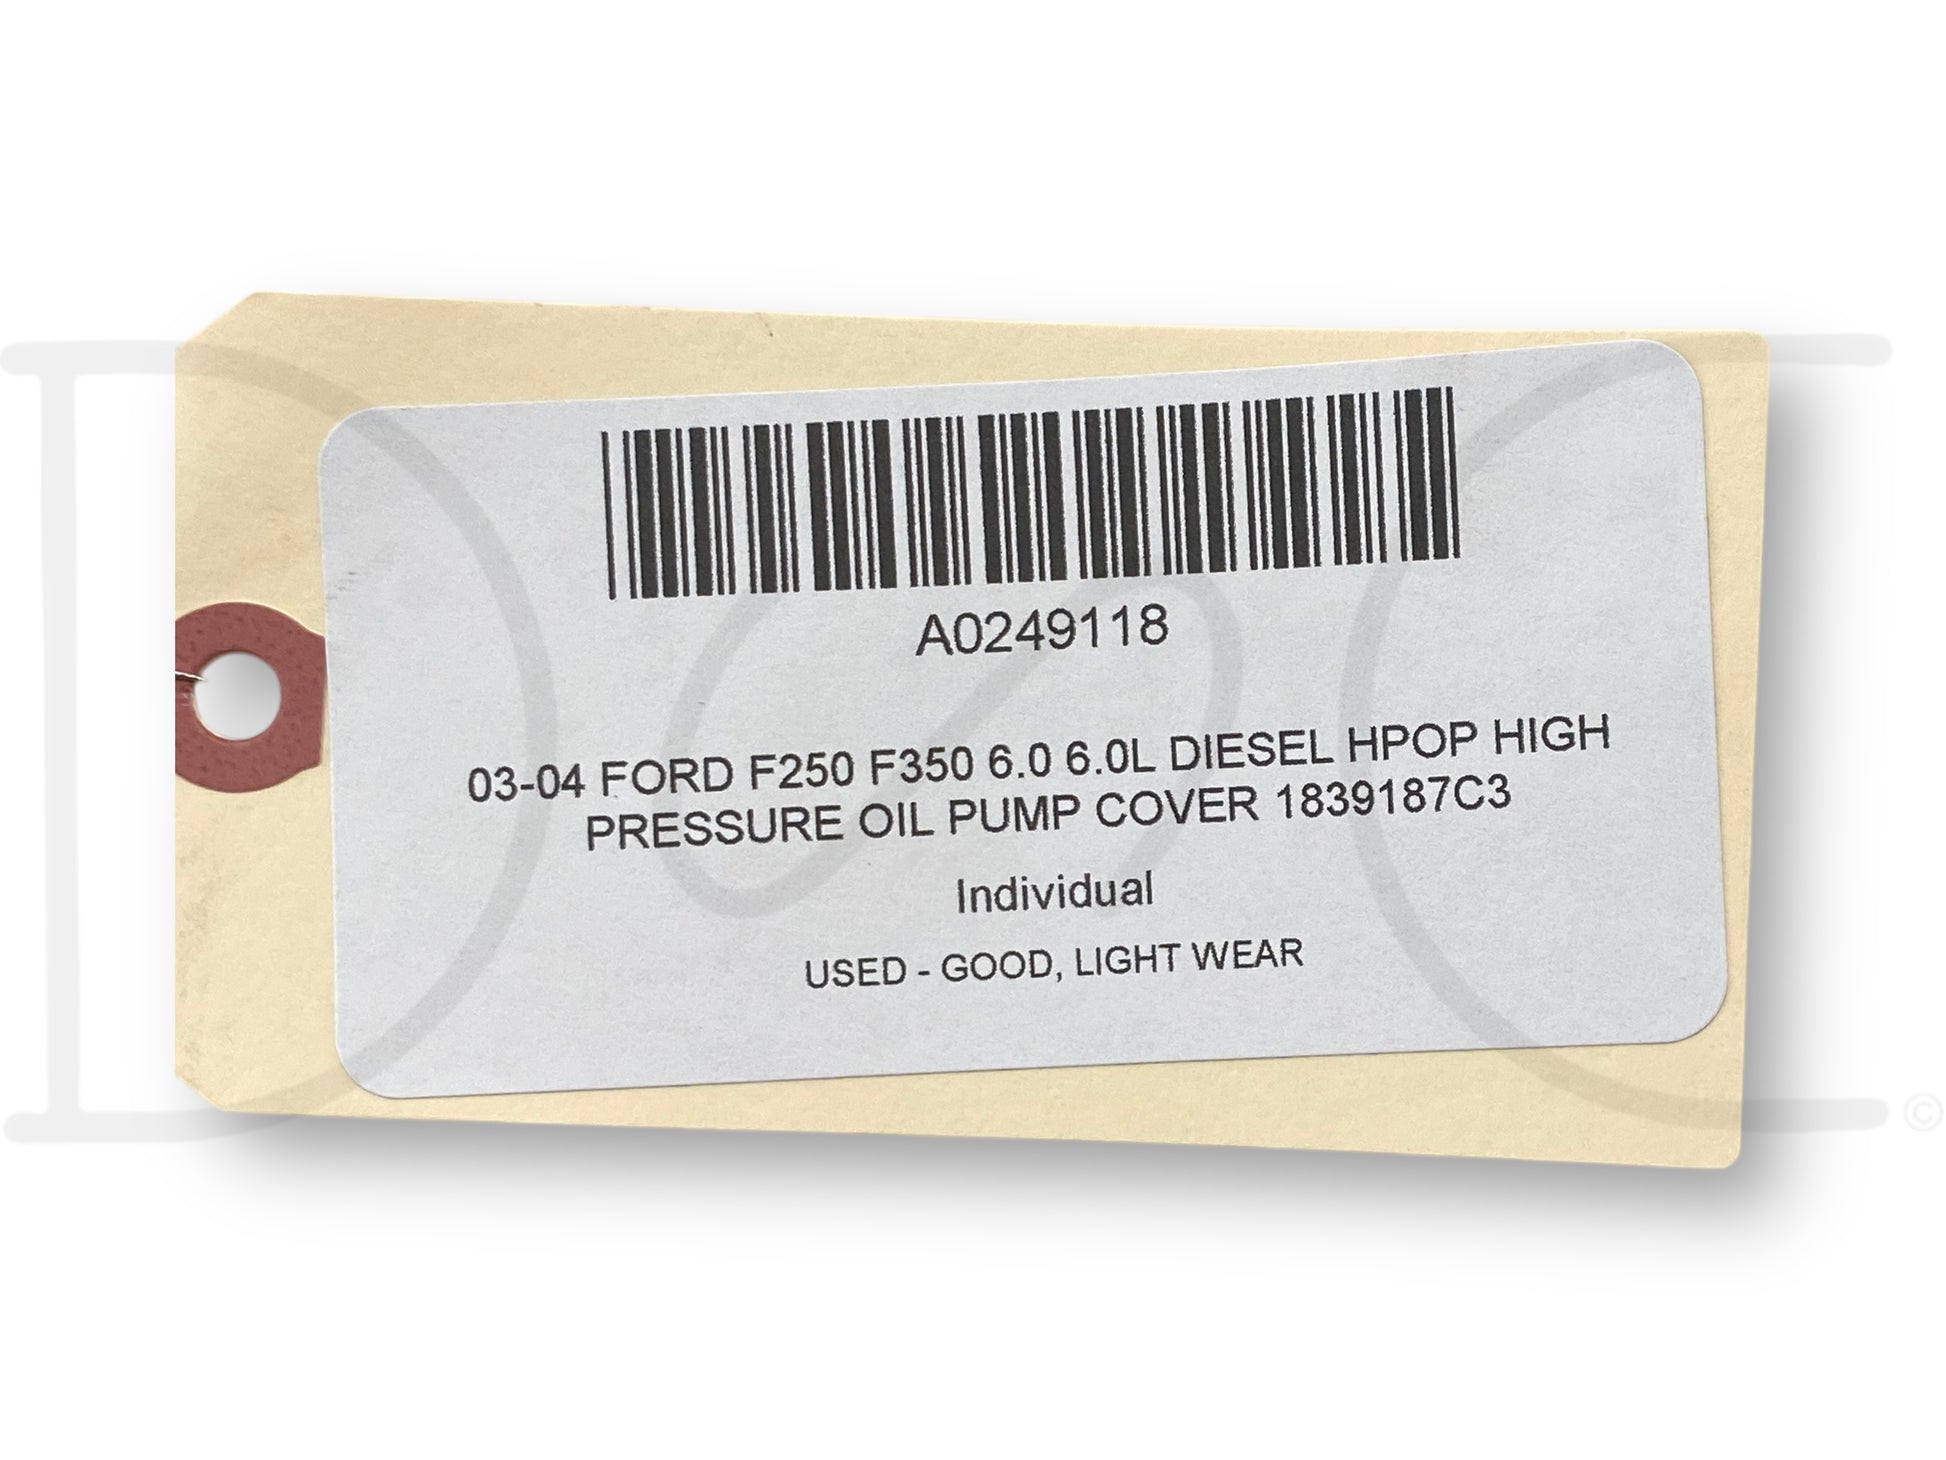 A0249118
03-04 FORD F250 F350 6.0 6.0L DIESEL HPOP HIGH
PRESSURE OIL PUMP COVER 1839187C3
Individual
USED - GOOD, LIGHT WEAR
©